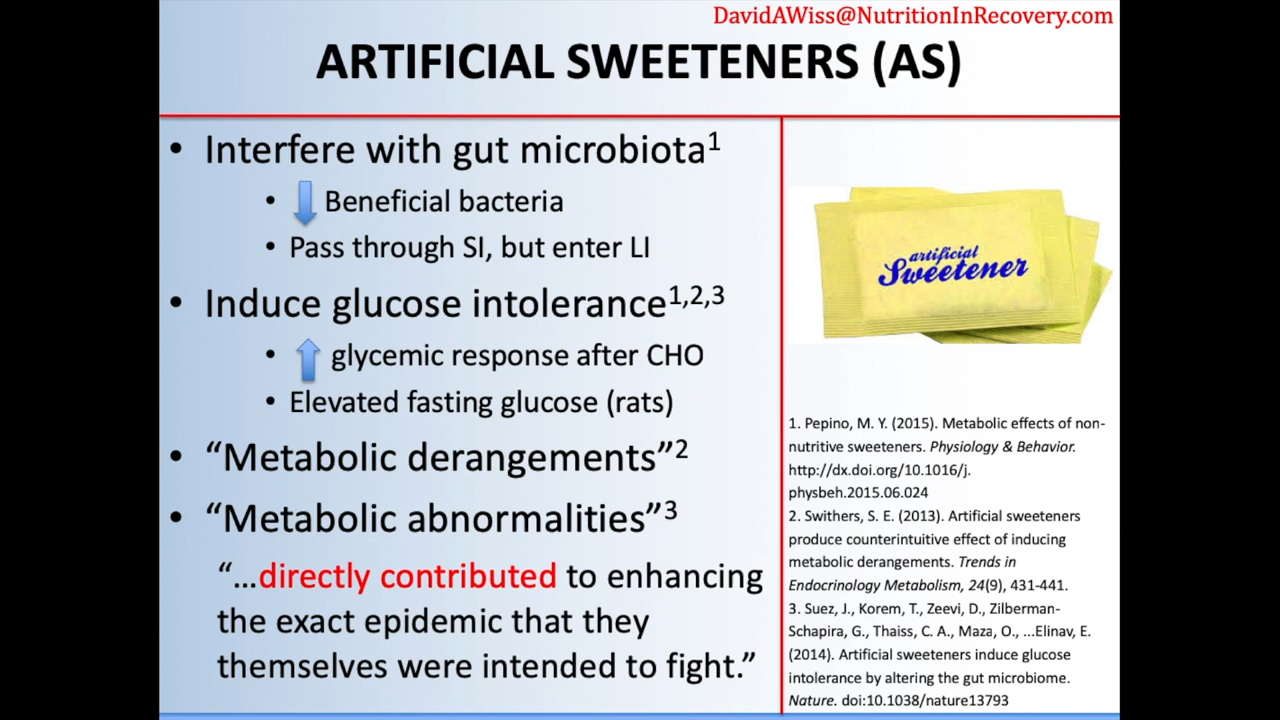 DavidAWiss@NutritionInRecovery.com
ARTIFICIAL SWEETENERS (AS)
• Interfere with gut microbiota¹
• Beneficial bacteria
• Pass through SI, but enter LI
• Induce glucose intolerance¹,²,³
• glycemic response after CHO
• Elevated fasting glucose (rats)
• “Metabolic derangements”²
• “Metabolic abnormalities”³
“…directly contributed to enhancing
the exact epidemic that they
themselves were intended to fight.”
artificial
Sweetener
1. Pepino, M. Y. (2015). Metabolic effects of non-
nutritive sweeteners. Physiology & Behavior.
http://dx.doi.org/10.1016/j.
physbeh.2015.06.024
2. Swithers, S. E. (2013). Artificial sweeteners
produce counterintuitive effect of inducing
metabolic derangements. Trends in
Endocrinology Metabolism, 24(9), 431-441.
3. Suez, J., Korem, T., Zeevi, D., Zilberman-
Schapira, G., Thaiss, C. A., Maza, O., ...Elinav, E.
(2014). Artificial sweeteners induce glucose
intolerance by altering the gut microbiome.
Nature. doi:10.1038/nature13793